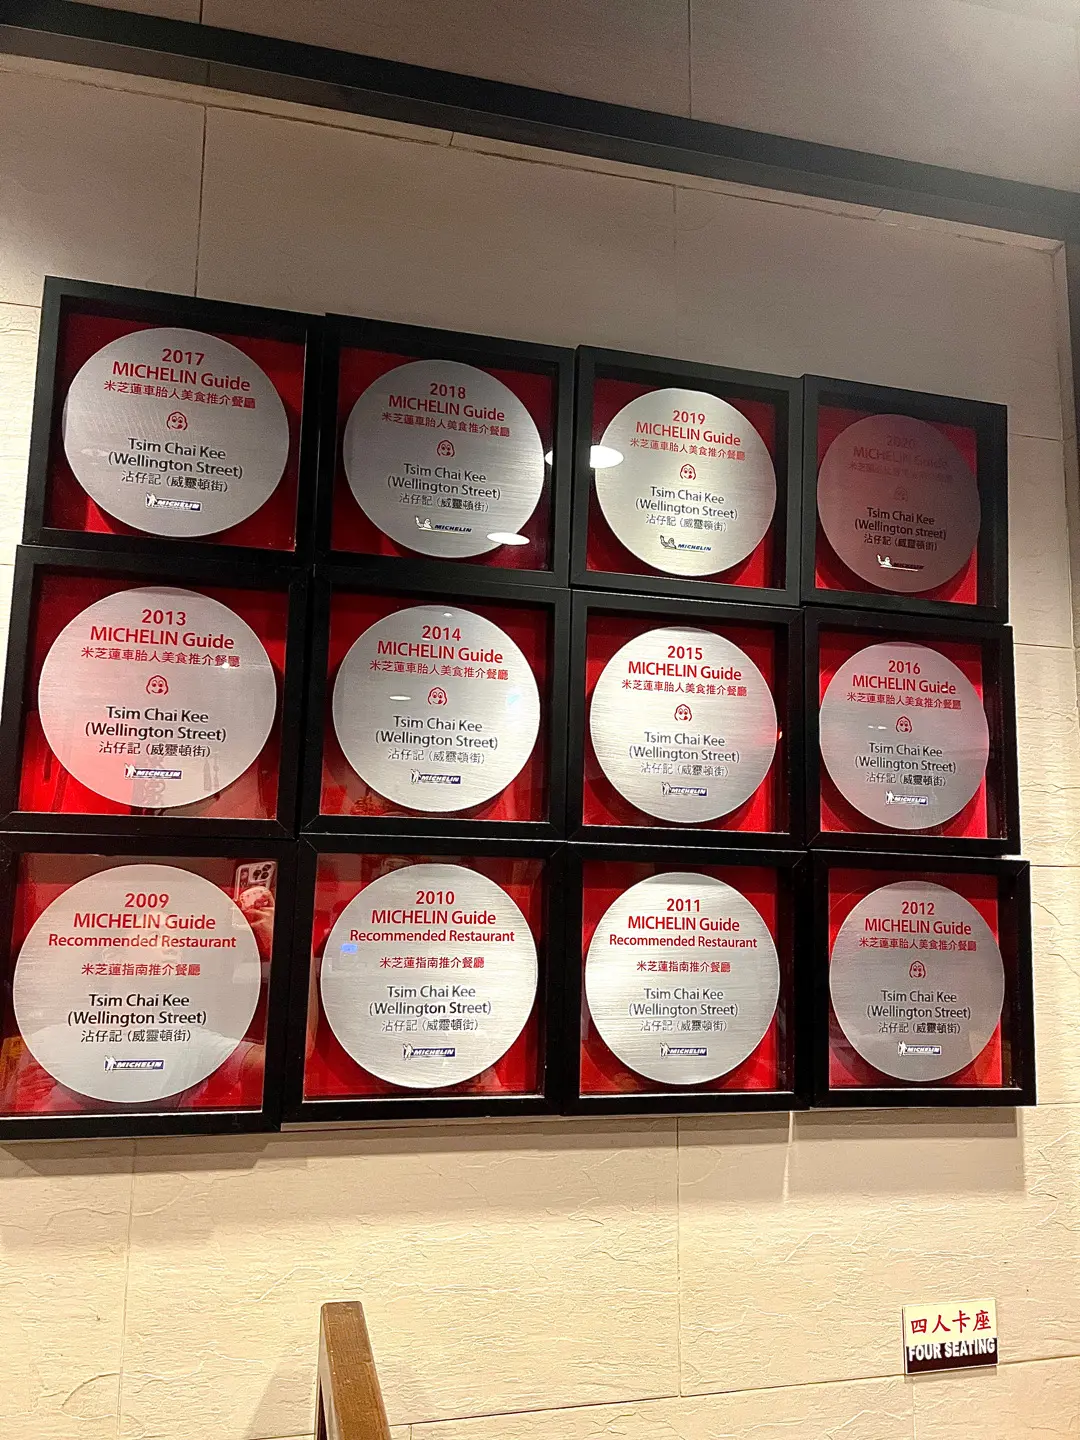 2017
MICHELIN Guide
米芝蓮車胎人美食推介餐廳
Tsim Chai Kee
(Wellington Street)
沾仔記 (威靈頓街)
MICHELIN
2018
MICHELIN Guide
米芝蓮車胎人美食推介餐廳
Tsim Chai Kee
(Wellington Street)
沾仔記 (威靈頓街)
MICHELIN
2019
MICHELIN Guide
米芝蓮車胎人美食推介餐廳
Tsim Chai Kee
(Wellington Street)
沾仔記 (威靈頓街)
MICHELIN
2020
MICHELIN Guide
Tsim Chai Kee
(Wellington street)
沾仔記 (威靈頓街)
2013
MICHELIN Guide
米芝蓮車胎人美食推介餐廳
Tsim Chai Kee
(Wellington Street)
沾仔記 (威靈頓街)
MICHELIN
2014
MICHELIN Guide
米芝蓮車胎人美食推介餐廳
Tsim Chai Kee
(Wellington Street)
沾仔記 (威靈頓街)
MICHELIN
2015
MICHELIN Guide
米芝蓮車胎人美食推介餐廳
Tsim Chai Kee
(Wellington Street)
沾仔記 (威靈頓街)
MICHELIN
2016
MICHELIN Guide
米芝蓮車胎人美食推介餐廳
Tsim Chai Kee
(Wellington Street)
沾仔記 (威靈頓街)
MICHELIN
2009
MICHELIN Guide
Recommended Restaurant
米芝蓮指南推介餐廳
Tsim Chai Kee
(Wellington Street)
沾仔記 (威靈頓街)
MICHELIN
2010
MICHELIN Guide
Recommended Restaurant
米芝蓮指南推介餐廳
Tsim Chai Kee
(Wellington Street)
沾仔記 (威靈頓街)
MICHELIN
2011
MICHELIN Guide
Recommended Restaurant
米芝蓮指南推介餐廳
Tsim Chai Kee
(Wellington Street)
沾仔記 (威靈頓街)
MICHELIN
2012
MICHELIN Guide
米芝蓮車胎人美食推介餐廳
Tsim Chai Kee
(Wellington Street)
沾仔記 (威靈頓街)
MICHELIN
四人卡座
FOUR SEATING